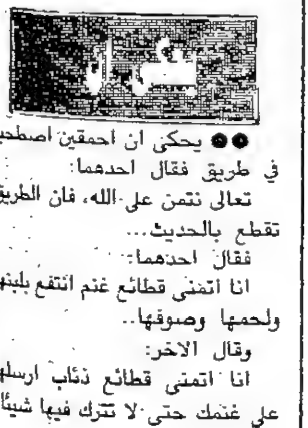 يحكى ان احمقين اصطحبا
في طريق فقال احدهما:
تعالى نتمن على الله، فان الطريق
تقطع بالحديث...
فقال احدهما:
انا اتمنى قطائع غنم انتفع بلبنها
ولحمها وصوفها..
وقال الاخر:
انا اتمنى قطائع ذئاب ارسلها
على غنمك حتى لا تترك فيها شيئا